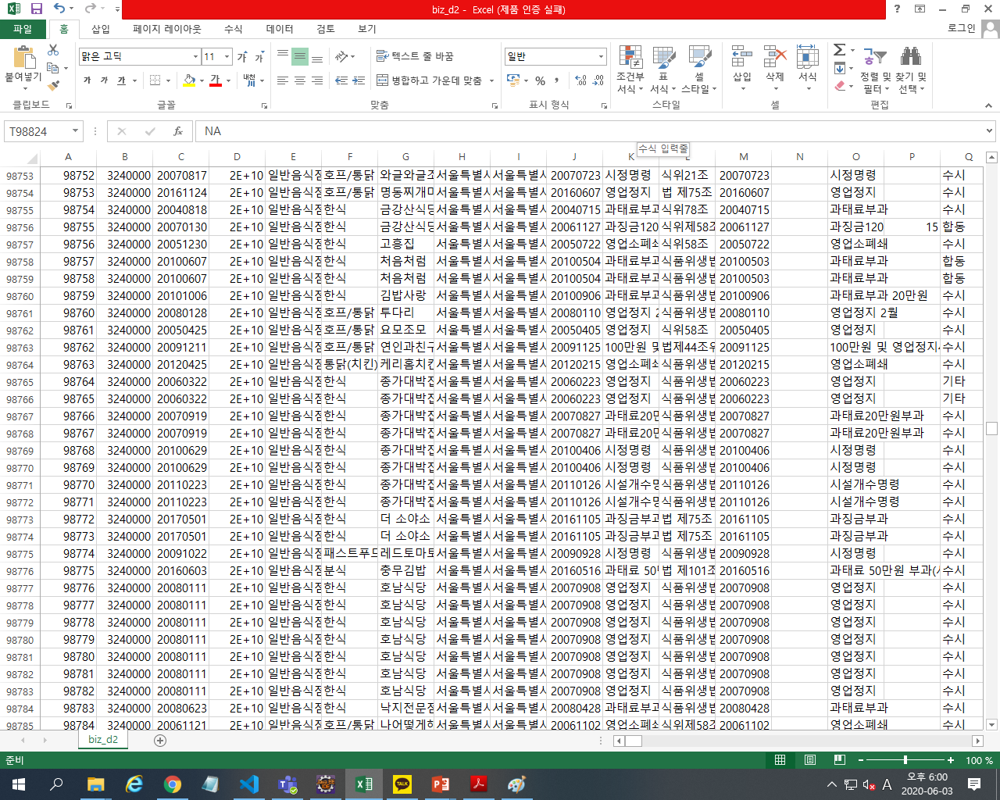 biz_d2 - Excel (제품 인증 실패)
파일 홈 삽입 페이지 레이아웃 수식 데이터 검토 보기 로그인
붙여넣기 맑은 고딕 11 가 가 가 가 가 가 내천 텍스트 줄 바꿈 병합하고 가운데 맞춤 일반 % 조건부 서식 표 서식 셀 스타일 삽입 삭제 서식 정렬 및 필터 찾기 및 선택
클립보드 글꼴 맞춤 표시 형식 스타일 셀 편집
T98824 fx NA
수식 입력줄
A B C D E F G H I J K L M N O P Q
98753 98752 3240000 20070817 2E+10 일반음식점 호프/통닭 와글와글조 서울특별시 서울특별시 20070723 시정명령 식위21조 20070723 시정명령 수시
98754 98753 3240000 20161124 2E+10 일반음식점 호프/통닭 명동찌개마 서울특별시 서울특별시 20160607 영업정지 법 제75조 20160607 영업정지 수시
98755 98754 3240000 20040818 2E+10 일반음식점 한식 금강산식당 서울특별시 서울특별시 20040715 과태료부과 식위78조 20040715 과태료부과 수시
98756 98755 3240000 20070130 2E+10 일반음식점 한식 금강산식당 서울특별시 서울특별시 20061127 과징금120 식위제58조 20061127 과징금120 15 합동
98757 98756 3240000 20051230 2E+10 일반음식점 한식 고흥집 서울특별시 서울특별시 20050722 영업소폐쇄 식위58조 20050722 영업소폐쇄 수시
98758 98757 3240000 20100607 2E+10 일반음식점 한식 처음처럼 서울특별시 서울특별시 20100504 과태료부과 식품위생법 20100503 과태료부과 합동
98759 98758 3240000 20100607 2E+10 일반음식점 한식 처음처럼 서울특별시 서울특별시 20100504 과태료부과 식품위생법 20100503 과태료부과 합동
98760 98759 3240000 20101006 2E+10 일반음식점 한식 김밥사랑 서울특별시 서울특별시 20100906 과태료부과 식품위생법 20100906 과태료부과 20만원 수시
98761 98760 3240000 20080128 2E+10 일반음식점 호프/통닭 투다리 서울특별시 서울특별시 20080110 영업정지 2 식품위생법 20080110 영업정지 2월 수시
98762 98761 3240000 20050425 2E+10 일반음식점 호프/통닭 요모조모 서울특별시 서울특별시 20050405 영업정지 식위58조 20050405 영업정지 수시
98763 98762 3240000 20091211 2E+10 일반음식점 호프/통닭 연인과친구 서울특별시 서울특별시 20091125 100만원 및 법제44조위 20091125 100만원 및 영업정지 수시
98764 98763 3240000 20120425 2E+10 일반음식점 통닭(치킨) 케리홈치킨 서울특별시 서울특별시 20120215 영업소폐쇄 식품위생법 20120215 영업소폐쇄 수시
98765 98764 3240000 20060322 2E+10 일반음식점 한식 종가대박집 서울특별시 서울특별시 20060223 영업정지 식품위생법 20060223 영업정지 기타
98766 98765 3240000 20060322 2E+10 일반음식점 한식 종가대박집 서울특별시 서울특별시 20060223 영업정지 식품위생법 20060223 영업정지 기타
98767 98766 3240000 20070919 2E+10 일반음식점 한식 종가대박집 서울특별시 서울특별시 20070827 과태료20만 식품위생법 20070827 과태료20만원부과 수시
98768 98767 3240000 20070919 2E+10 일반음식점 한식 종가대박집 서울특별시 서울특별시 20070827 과태료20만 식품위생법 20070827 과태료20만원부과 수시
98769 98768 3240000 20100629 2E+10 일반음식점 한식 종가대박집 서울특별시 서울특별시 20100406 시정명령 식품위생법 20100406 시정명령 수시
98770 98769 3240000 20100629 2E+10 일반음식점 한식 종가대박집 서울특별시 서울특별시 20100406 시정명령 식품위생법 20100406 시정명령 수시
98771 98770 3240000 20110223 2E+10 일반음식점 한식 종가대박집 서울특별시 서울특별시 20110126 시설개수명 식품위생법 20110126 시설개수명령 수시
98772 98771 3240000 20110223 2E+10 일반음식점 한식 종가대박집 서울특별시 서울특별시 20110126 시설개수명 식품위생법 20110126 시설개수명령 수시
98773 98772 3240000 20170501 2E+10 일반음식점 한식 더 소야소 서울특별시 서울특별시 20161105 과징금부과 법 제75조 20161105 과징금부과 수시
98774 98773 3240000 20170501 2E+10 일반음식점 한식 더 소야소 서울특별시 서울특별시 20161105 과징금부과 법 제75조 20161105 과징금부과 수시
98775 98774 3240000 20091022 2E+10 일반음식점 패스트푸드 레드토마토 서울특별시 서울특별시 20090928 시정명령 식품위생법 20090928 시정명령 수시
98776 98775 3240000 20160603 2E+10 일반음식점 분식 충무김밥 서울특별시 서울특별시 20160516 과태료 50만 법 제101조 20160516 과태료 50만원 부과( 수시
98777 98776 3240000 20080111 2E+10 일반음식점 한식 호남식당 서울특별시 서울특별시 20070908 영업정지 식품위생법 20070908 영업정지 수시
98778 98777 3240000 20080111 2E+10 일반음식점 한식 호남식당 서울특별시 서울특별시 20070908 영업정지 식품위생법 20070908 영업정지 수시
98779 98778 3240000 20080111 2E+10 일반음식점 한식 호남식당 서울특별시 서울특별시 20070908 영업정지 식품위생법 20070908 영업정지 수시
98780 98779 3240000 20080111 2E+10 일반음식점 한식 호남식당 서울특별시 서울특별시 20070908 영업정지 식품위생법 20070908 영업정지 수시
98781 98780 3240000 20080111 2E+10 일반음식점 한식 호남식당 서울특별시 서울특별시 20070908 영업정지 식품위생법 20070908 영업정지 수시
98782 98781 3240000 20080111 2E+10 일반음식점 한식 호남식당 서울특별시 서울특별시 20070908 영업정지 식품위생법 20070908 영업정지 수시
98783 98782 3240000 20080111 2E+10 일반음식점 한식 호남식당 서울특별시 서울특별시 20070908 영업정지 식품위생법 20070908 영업정지 수시
98784 98783 3240000 20080623 2E+10 일반음식점 한식 낙지전문점 서울특별시 서울특별시 20080428 과태료부과 식품위생법 20080428 과태료부과 수시
98785 98784 3240000 20061121 2E+10 일반음식점 호프/통닭 나어떻게하 서울특별시 서울특별시 20061102 영업소폐쇄 식위제58조 20061102 영업소폐쇄 수시
biz_d2
준비 100 %
A 오후 6:00
2020-06-03